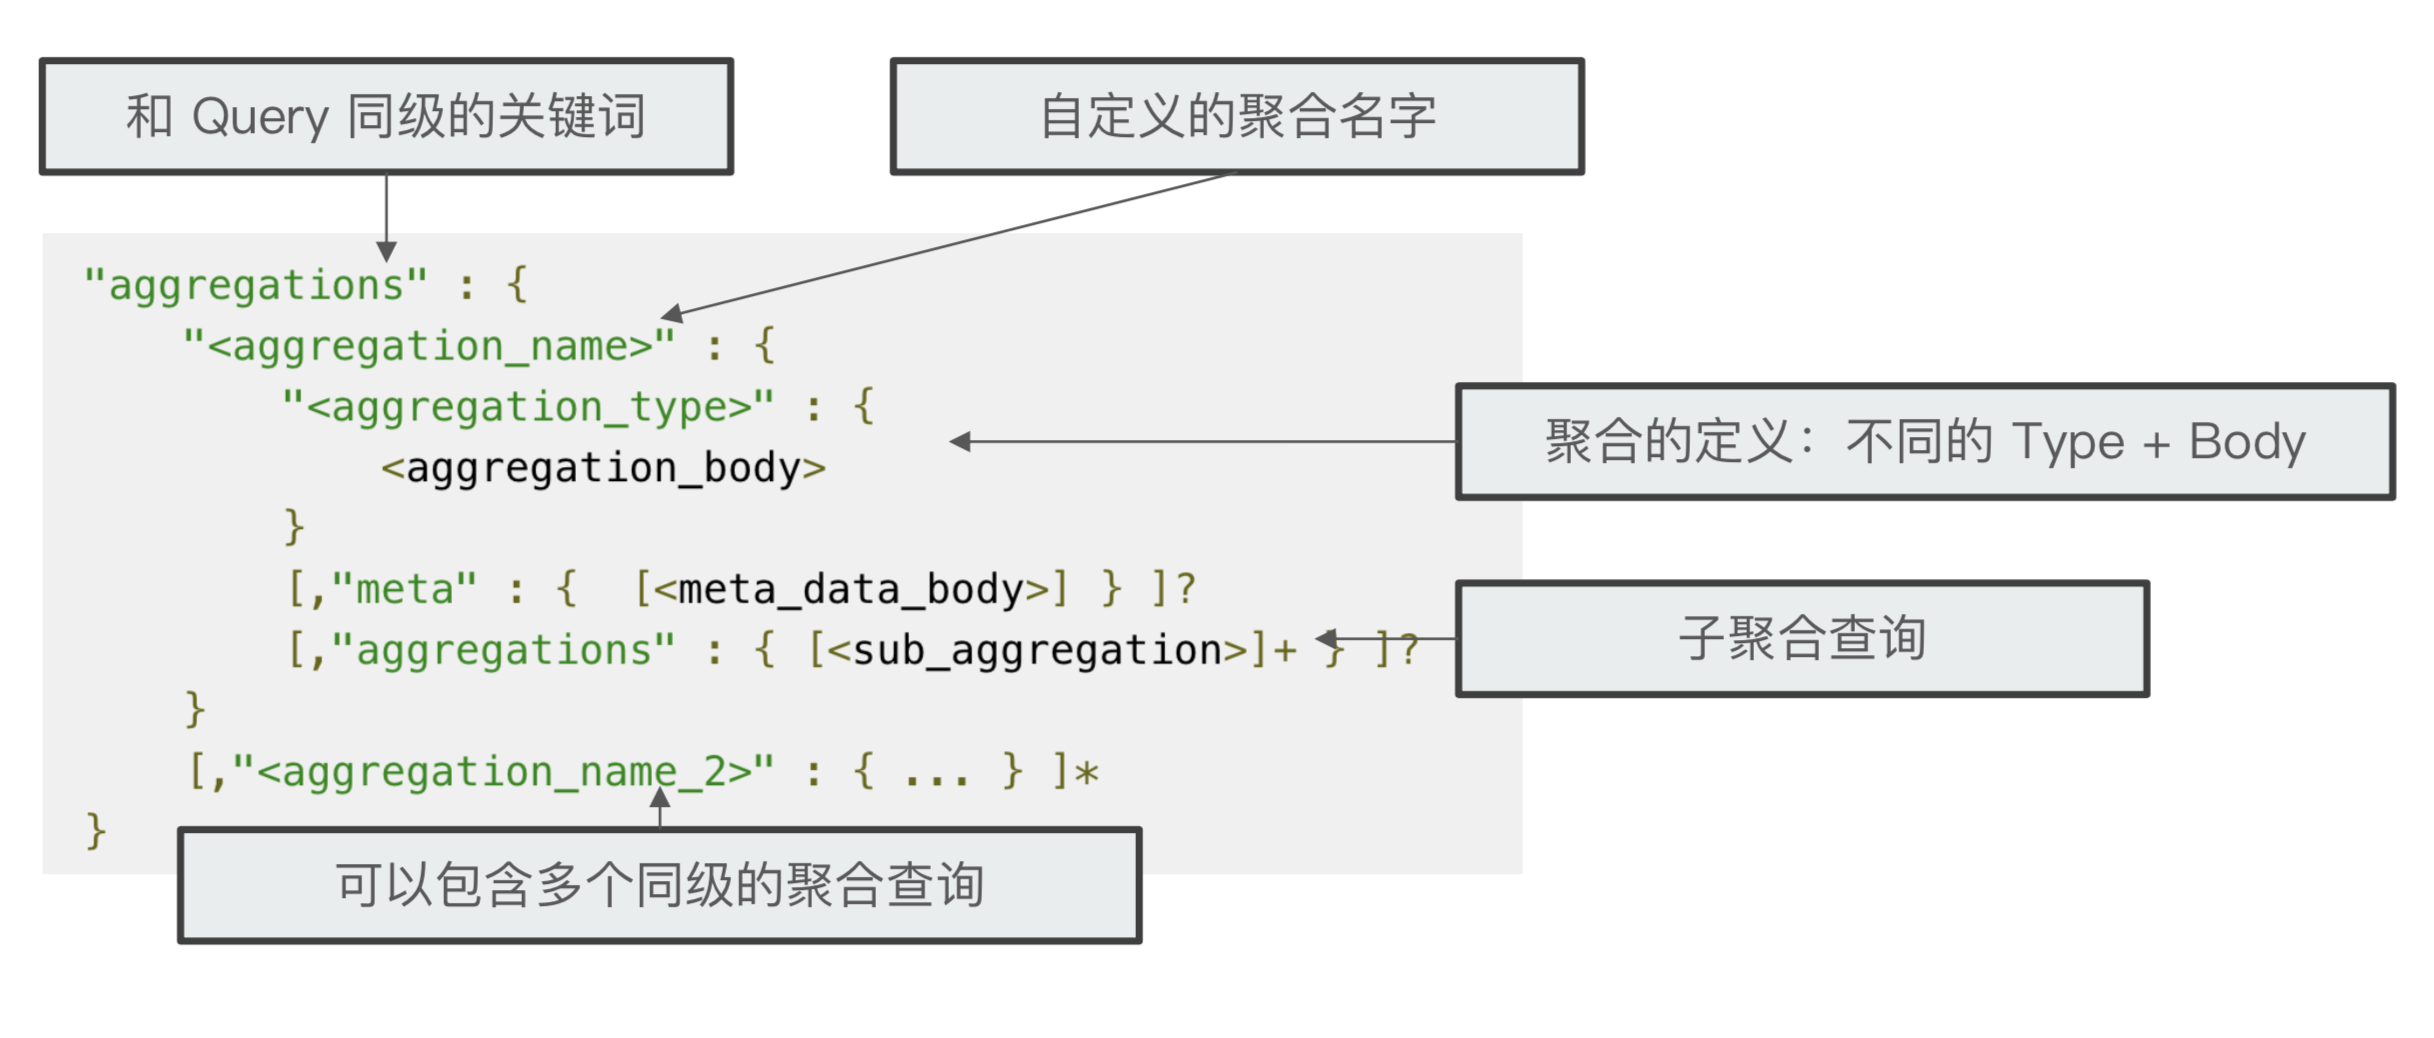 和 Query 同级的关键词
自定义的聚合名字
"aggregations" : {
"<aggregation_name>" : {
"<aggregation_type>" : {
<aggregation_body>
}
[,"meta" : {  [<meta_data_body>] } ]?
[,"aggregations" : { [<sub_aggregation>]+ } ]?
}
[,"<aggregation_name_2>" : { ... } ]*
}
聚合的定义：不同的 Type + Body
子聚合查询
可以包含多个同级的聚合查询